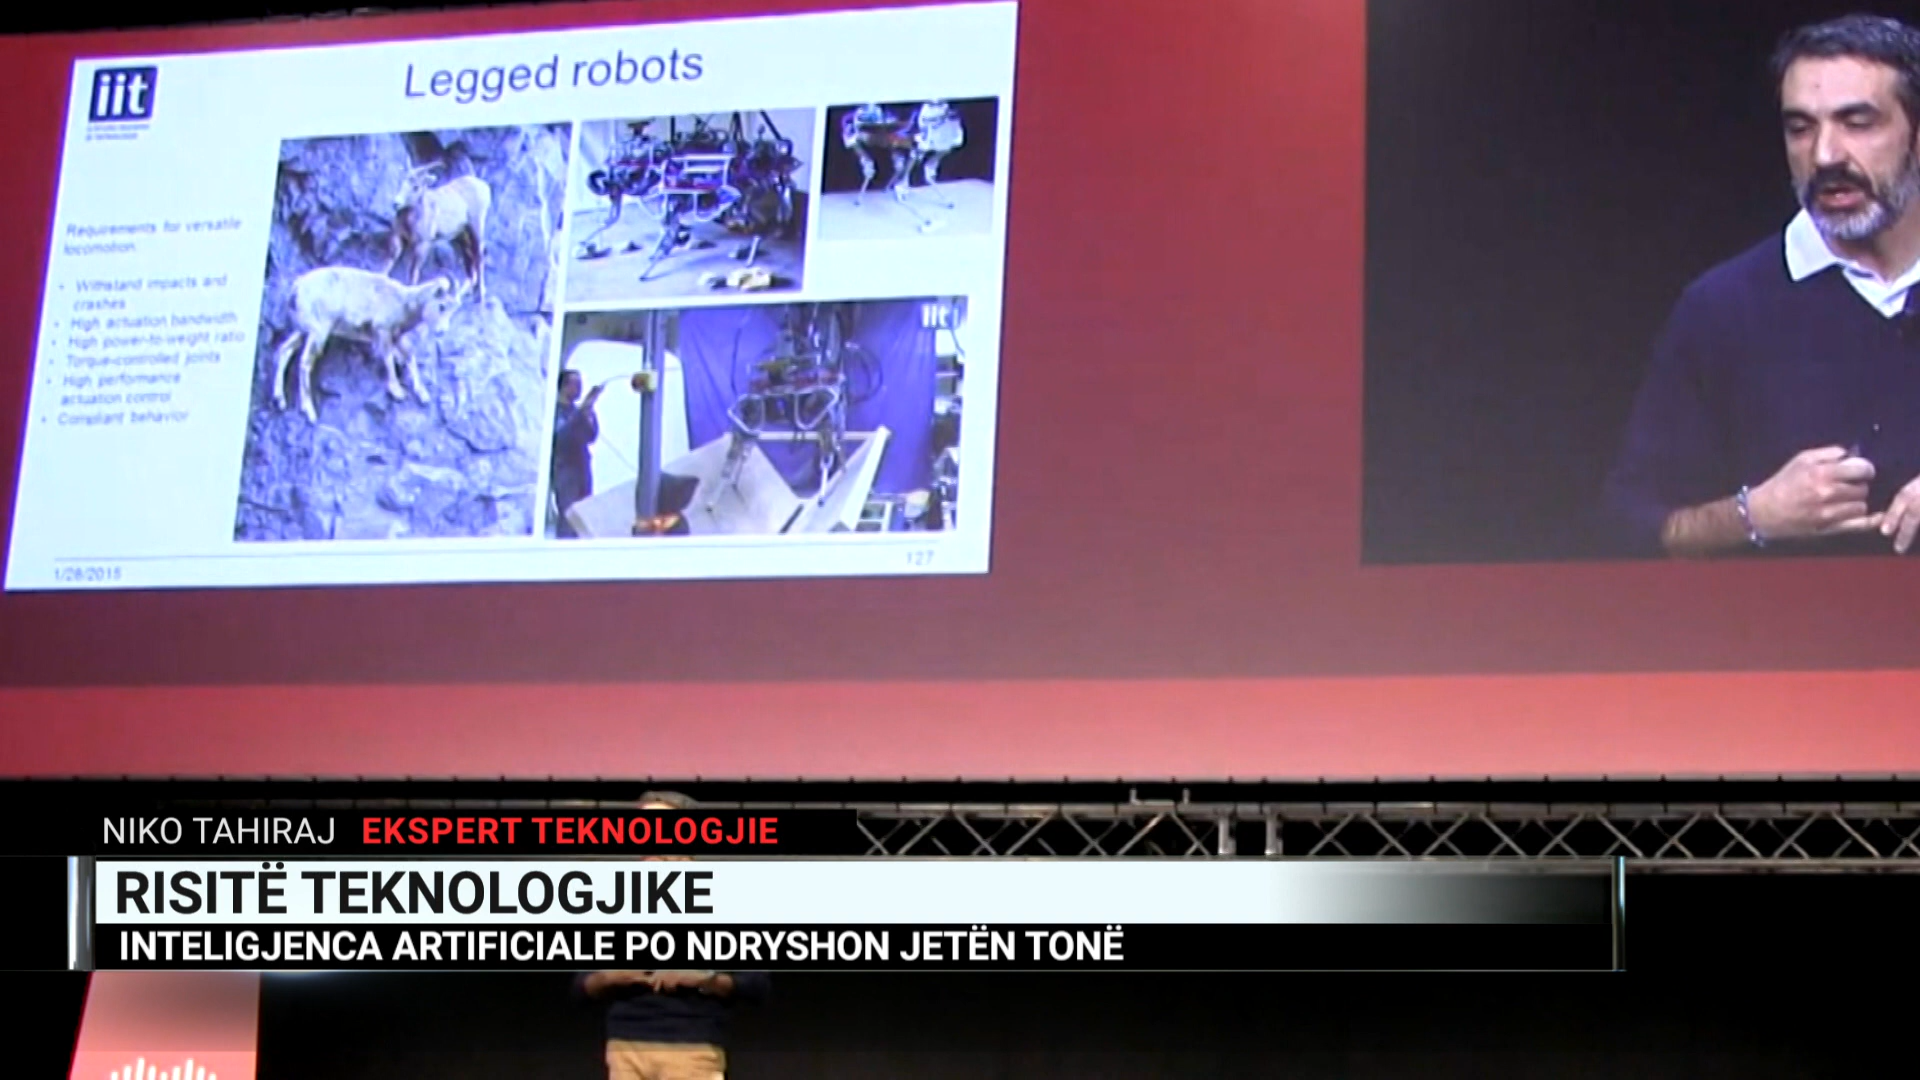 iit
Legged robots
Requirements for versatile
locomotion
• Withstand impacts and
crashes
• High actuation bandwidth
• High power-to-weight ratio
• Torque-controlled joints
• High performance
actuation control
• Compliant behavior
iit
1/28/2015
127
NIKO TAHIRAJ EKSPERT TEKNOLOGJIE
RISITË TEKNOLOGJIKE
INTELIGJENCA ARTIFICIALE PO NDRYSHON JETËN TONË